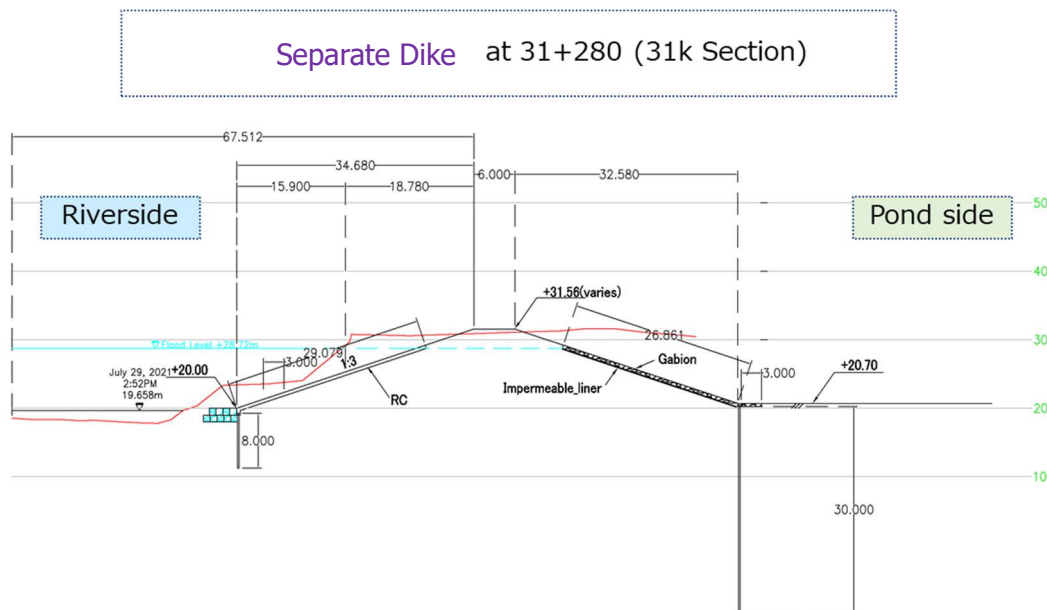 Separate Dike at 31+280 (31k Section)
67.512
34.680
6.000
32.580
15.900
18.780
50
Riverside
Pond side
40
+31.56(varies)
30
Flood Level +28.72m
26.861
29.079
1:3
Gabion
3.000
July 29, 2021
2:52PM
19.658m
+20.00
Impermeable_liner
3.000
+20.70
RC
20
8.000
10
30.000